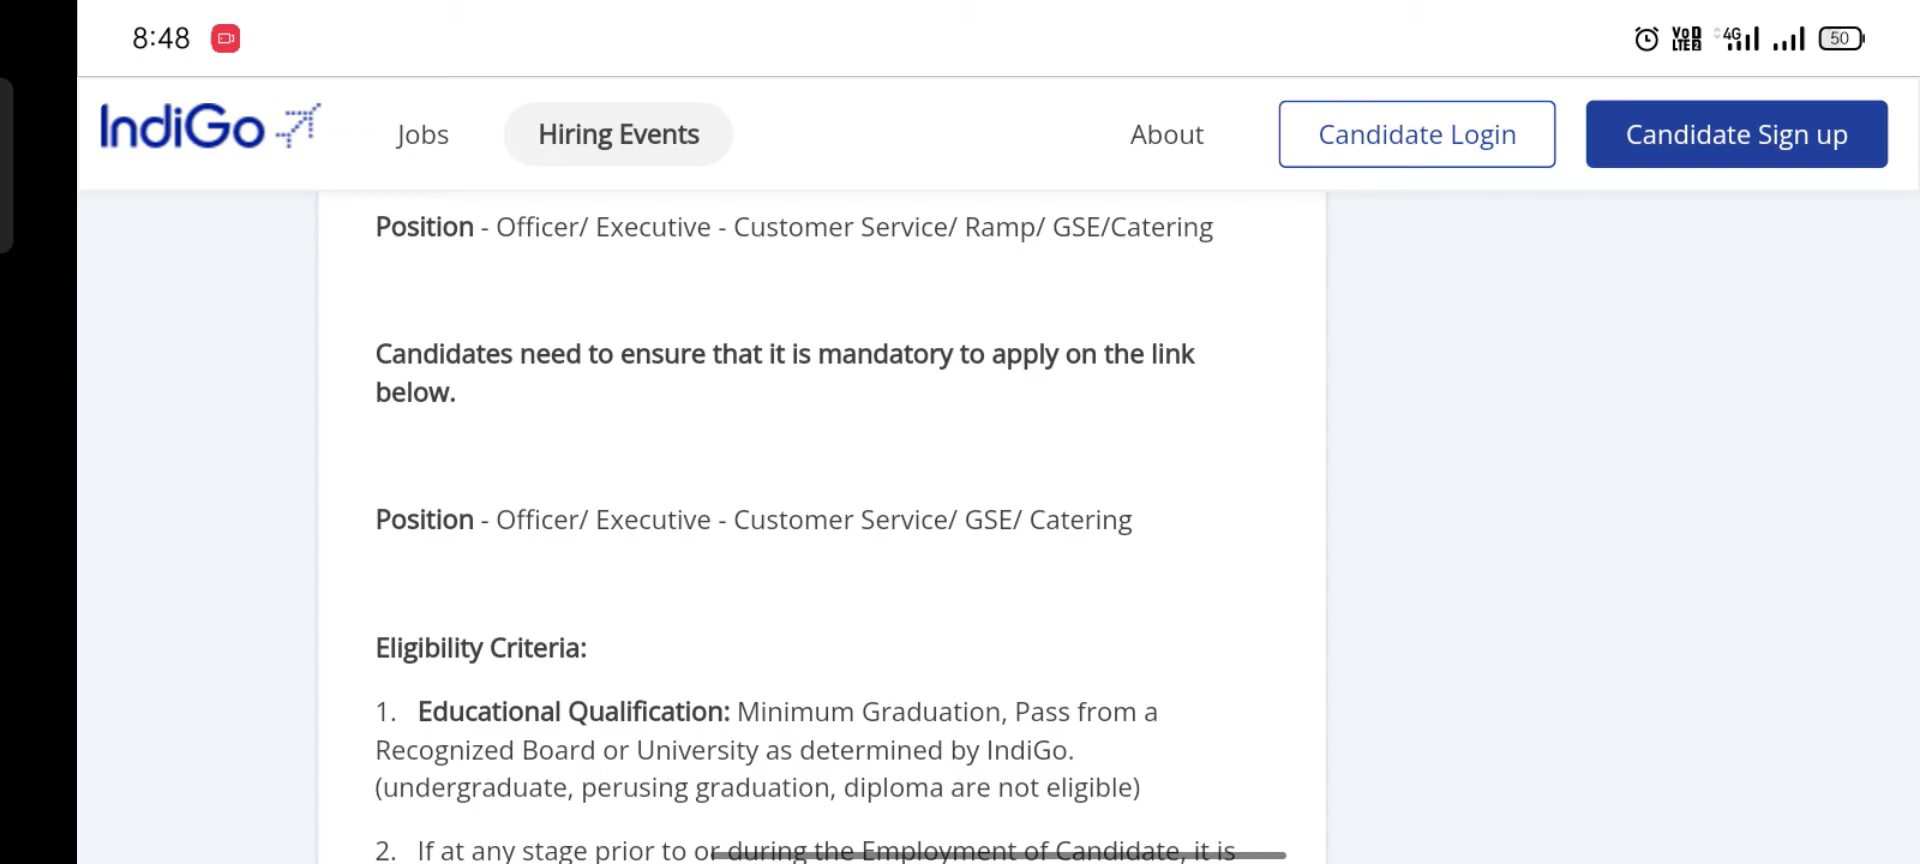 8:48
VoD LTE2 4G 50
IndiGo Jobs Hiring Events About Candidate Login Candidate Sign up
Position - Officer/ Executive - Customer Service/ Ramp/ GSE/Catering
Candidates need to ensure that it is mandatory to apply on the link
below.
Position - Officer/ Executive - Customer Service/ GSE/ Catering
Eligibility Criteria:
1. Educational Qualification: Minimum Graduation, Pass from a
Recognized Board or University as determined by IndiGo.
(undergraduate, perusing graduation, diploma are not eligible)
2. If at any stage prior to or during the Employment of Candidate, it is